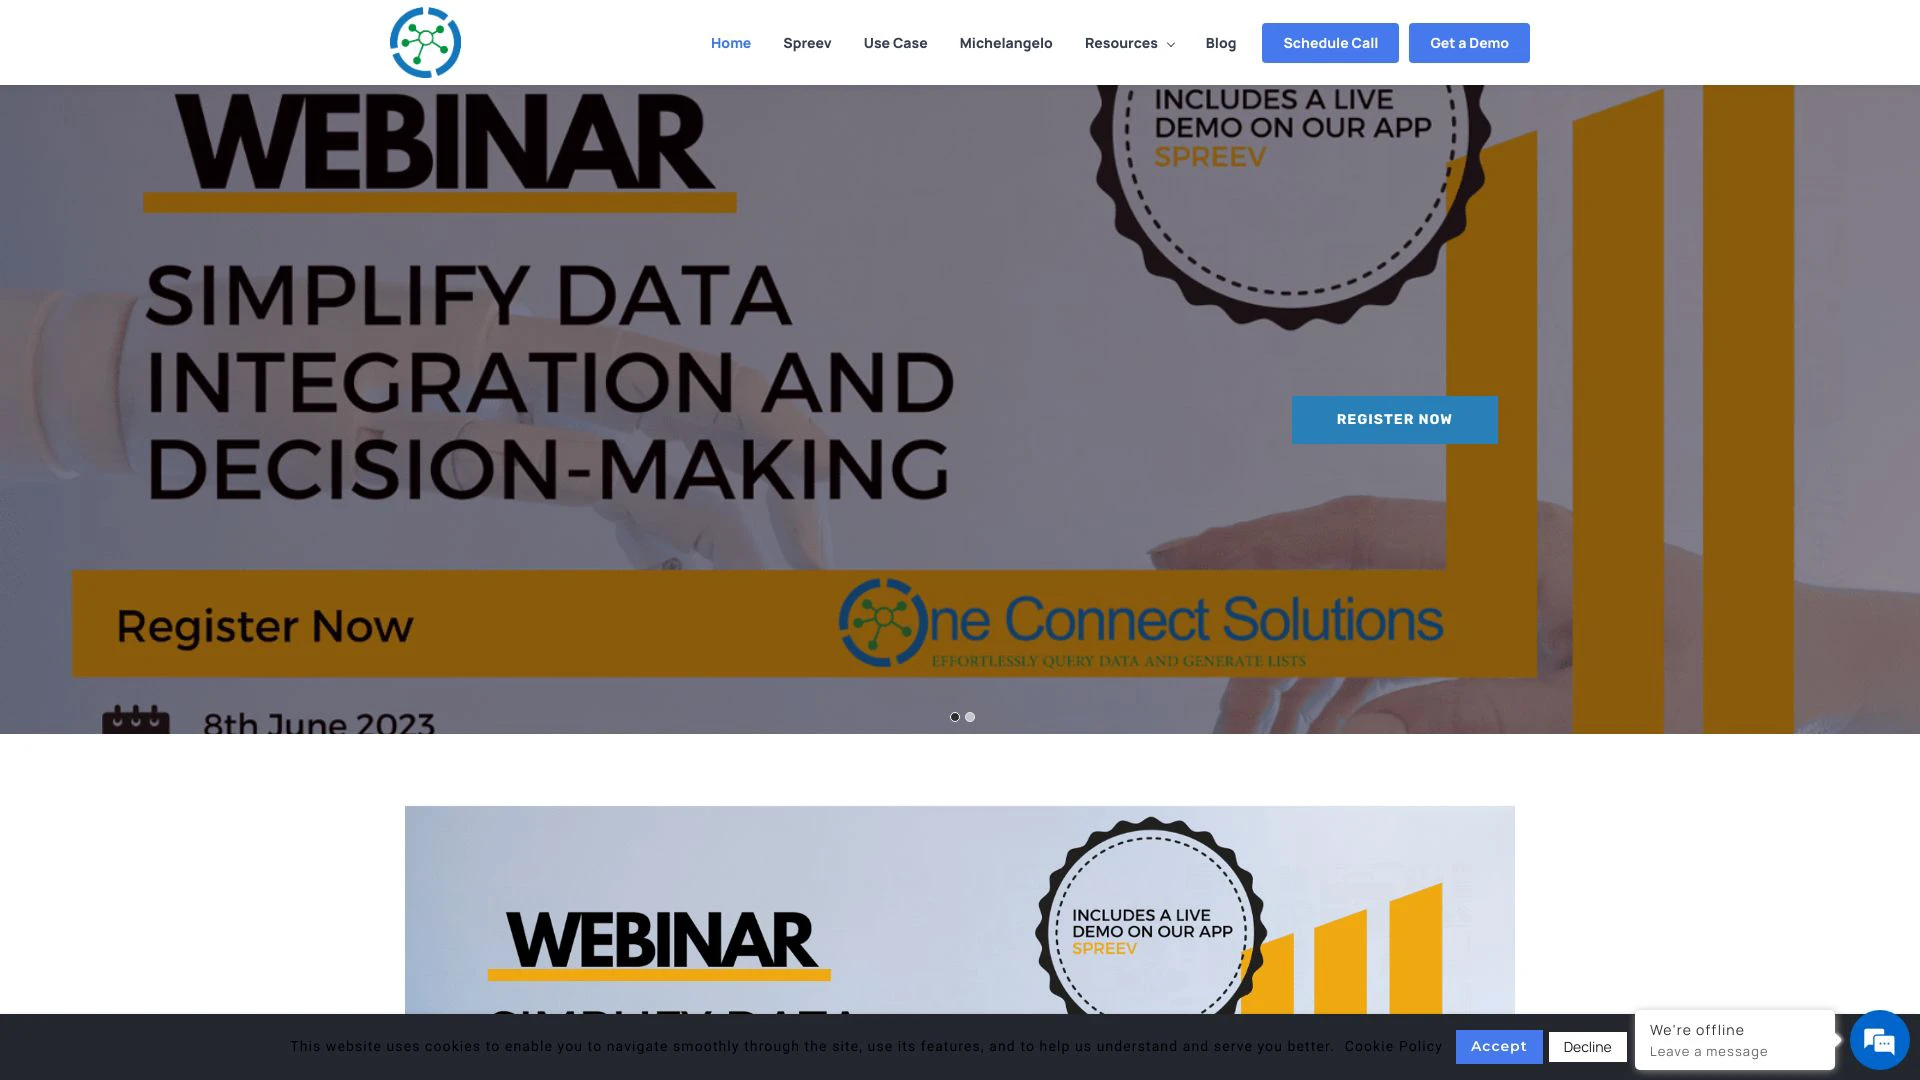 Home Spreev Use Case Michelangelo Resources Blog Schedule Call Get a Demo
WEBINAR
INCLUDES A LIVE
DEMO ON OUR APP
SPREEV
SIMPLIFY DATA
INTEGRATION AND
DECISION-MAKING
REGISTER NOW
Register Now
ne Connect Solutions
EFFORTLESSLY QUERY DATA AND GENERATE LISTS
8th June 2023
WEBINAR
INCLUDES A LIVE
DEMO ON OUR APP
SPREEV
SIMPLIFY DATA
This website uses cookies to enable you to navigate smoothly through the site, use its features, and to help us understand and serve you better. Cookie Policy
Accept
Decline
We're offline
Leave a message